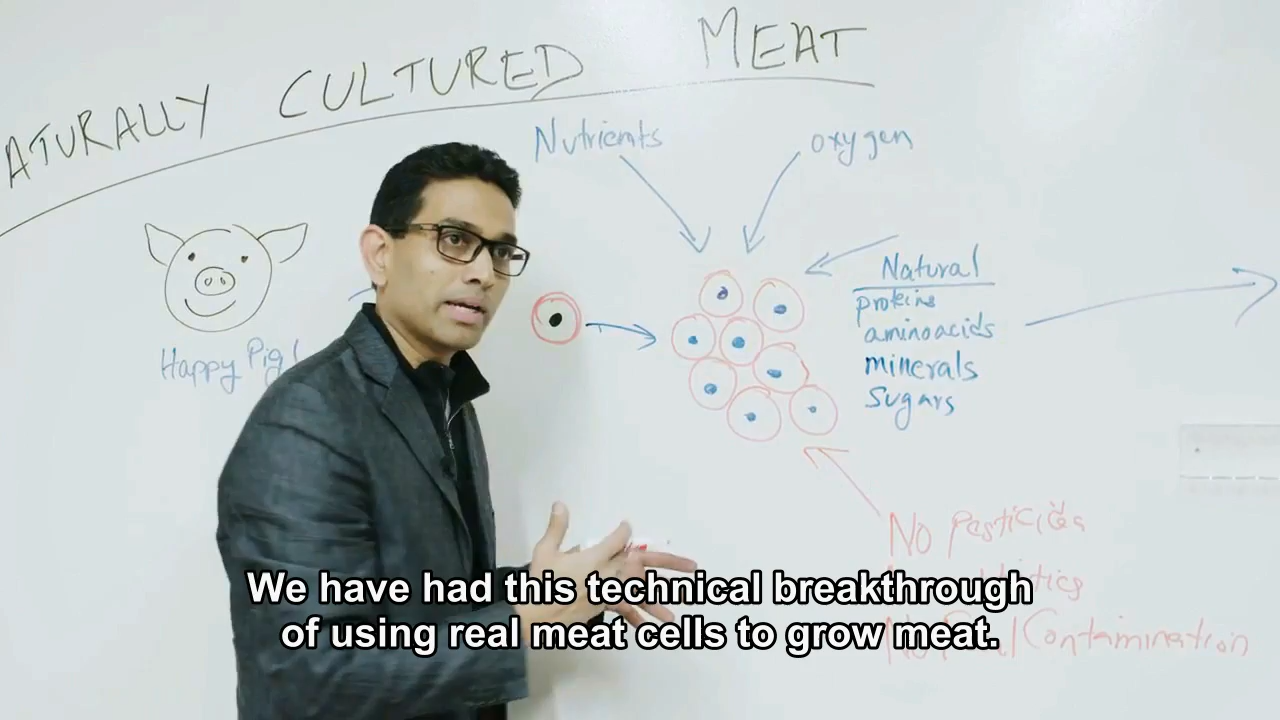 ATURALLY CULTURED MEAT
Nutrients
oxygen
Happy Pig!
Natural
proteins
aminoacids
minerals
sugars
No Pesticides
Contamination
We have had this technical breakthrough
of using real meat cells to grow meat.